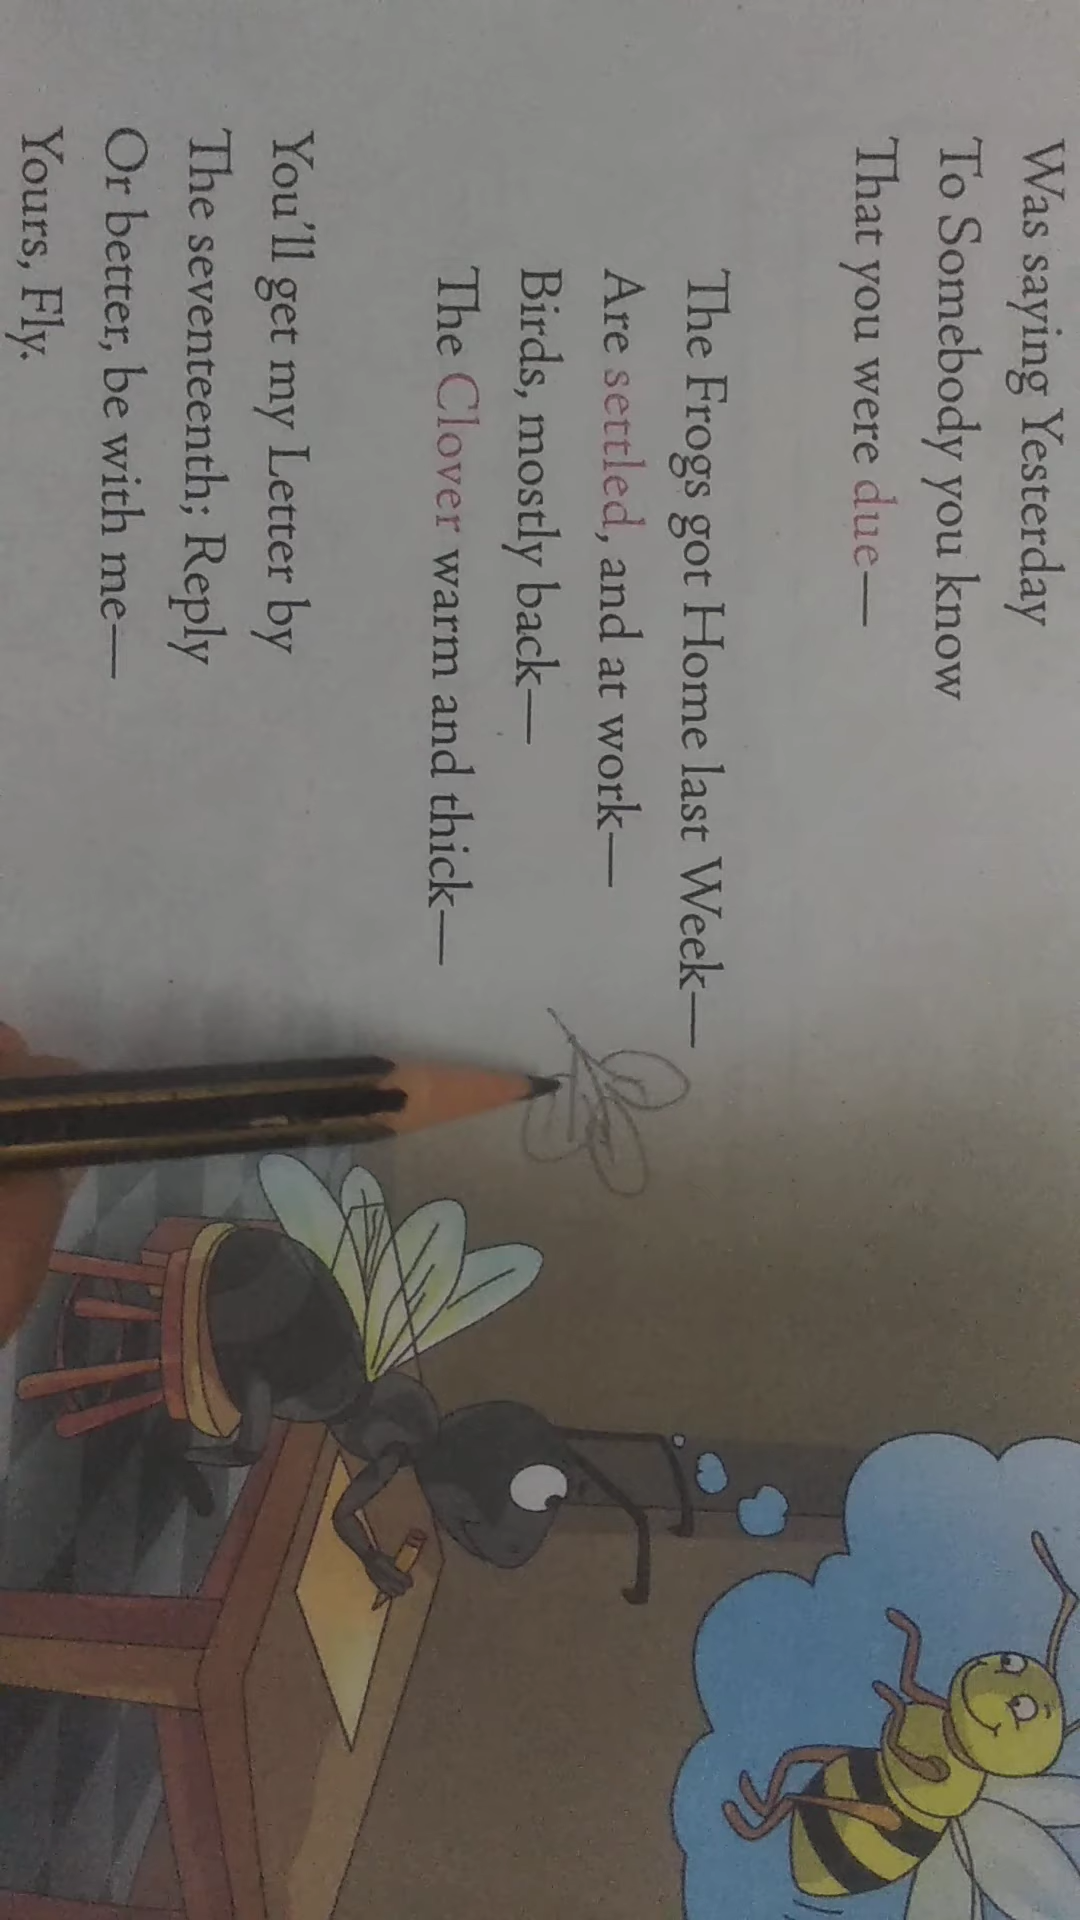 Was saying Yesterday
To Somebody you know
That you were due—
The Frogs got Home last Week—
Are settled, and at work—
Birds, mostly back—
The Clover warm and thick—
You'll get my Letter by
The seventeenth; Reply
Or better, be with me—
Yours, Fly.